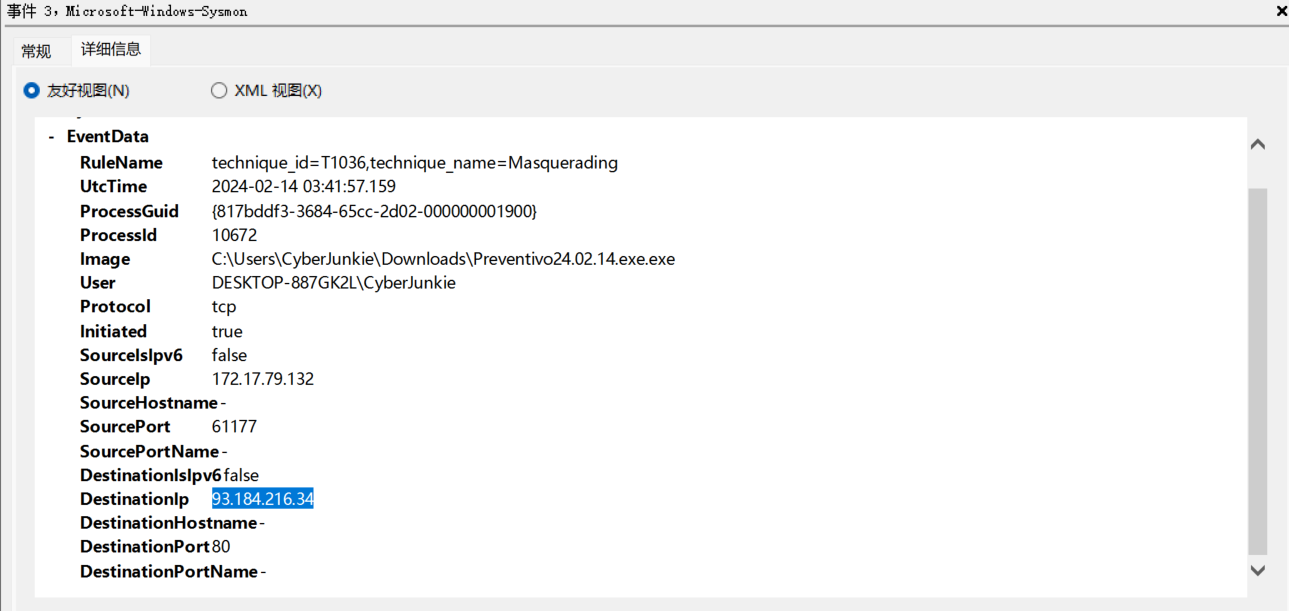 事件 3，Microsoft-Windows-Sysmon
常规 详细信息
友好视图(N) XML 视图(X)
- EventData
RuleName technique_id=T1036,technique_name=Masquerading
UtcTime 2024-02-14 03:41:57.159
ProcessGuid {817bddf3-3684-65cc-2d02-000000001900}
ProcessId 10672
Image C:\Users\CyberJunkie\Downloads\Preventivo24.02.14.exe.exe
User DESKTOP-887GK2L\CyberJunkie
Protocol tcp
Initiated true
SourceIsIpv6 false
SourceIp 172.17.79.132
SourceHostname -
SourcePort 61177
SourcePortName -
DestinationIsIpv6 false
DestinationIp 93.184.216.34
DestinationHostname -
DestinationPort 80
DestinationPortName -